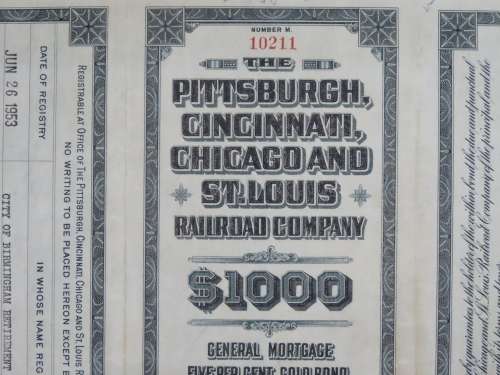 JUN 26 1953
DATE OF REGISTRY
CITY OF BIRMINGHAM RETIREMENT
IN WHOSE NAME REG
REGISTRABLE AT OFFICE OF THE PITTSBURGH, CINCINNATI, CHICAGO AND ST. LOUIS R
NO WRITING TO BE PLACED HEREON EXCEPT B
NUMBER M.
10211
THE
PITTSBURGH,
CINCINNATI,
CHICAGO AND
ST. LOUIS
RAILROAD COMPANY
$1000
GENERAL MORTGAGE
FIVE PER CENT. GOLD BOND